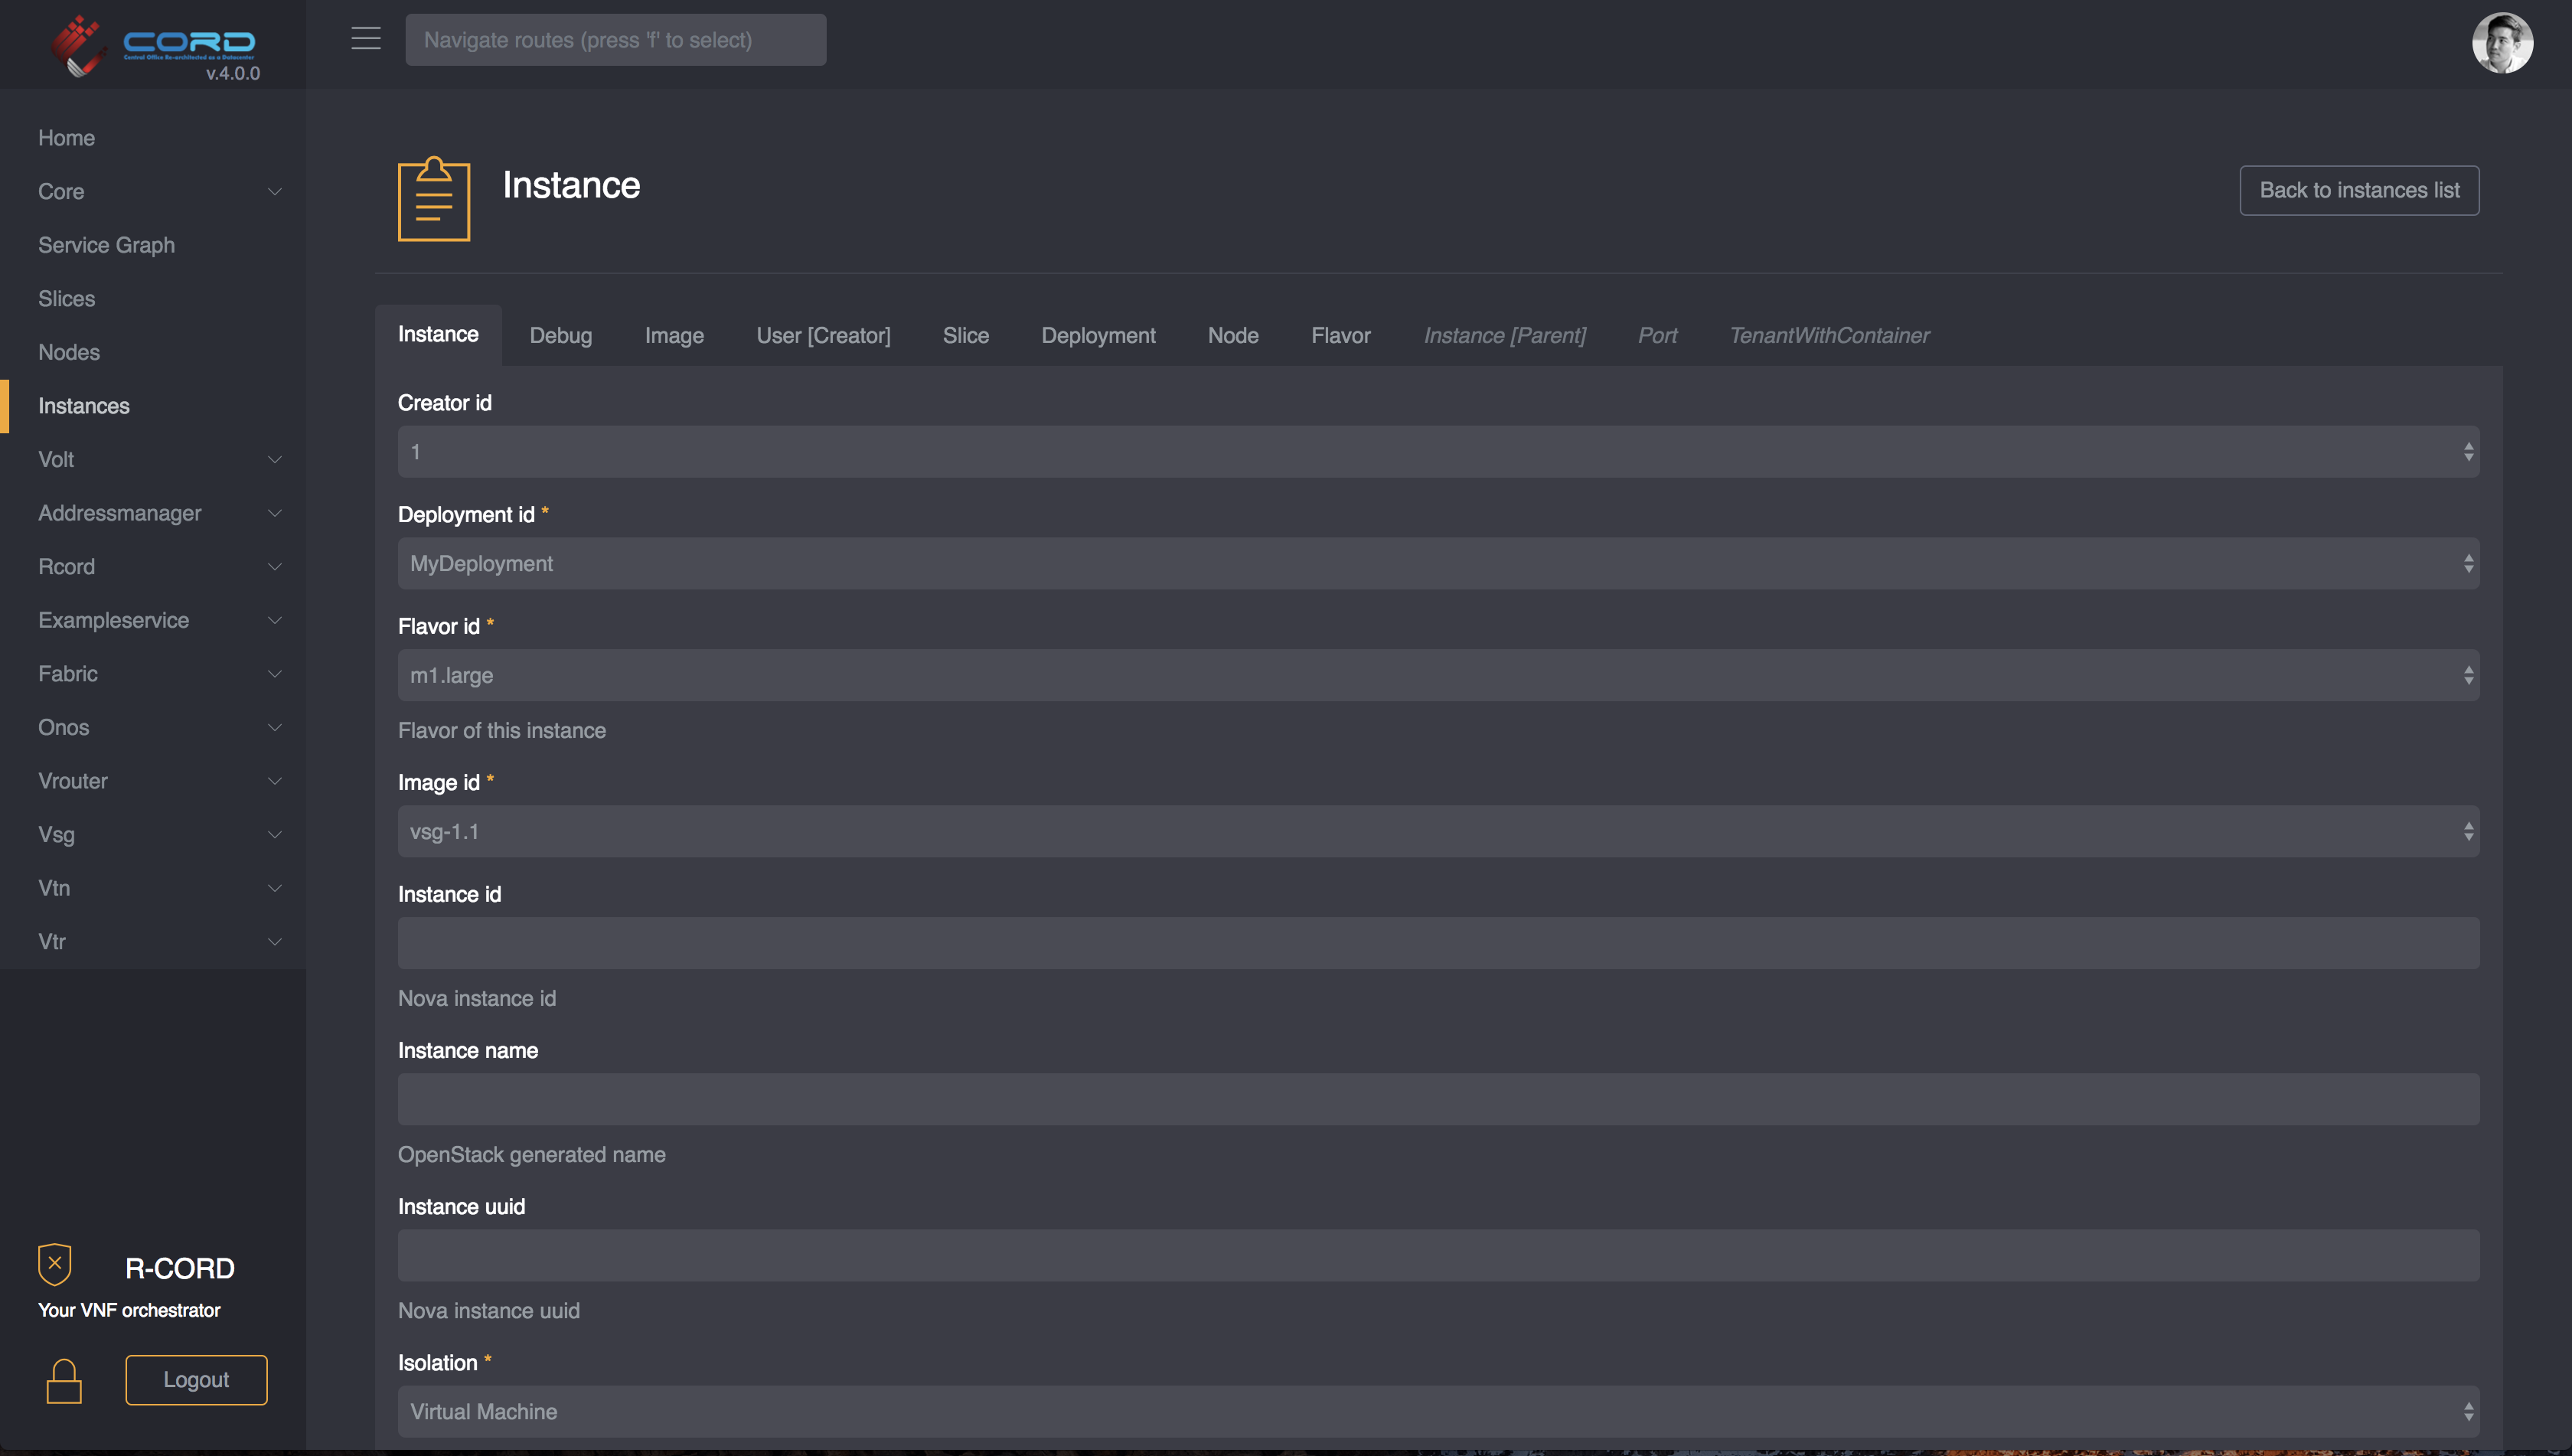 CORD
Central Office Re-architected as a Datacenter
v.4.0.0
Navigate routes (press 'f' to select)
Home
Core
Service Graph
Slices
Nodes
Instances
Volt
Addressmanager
Rcord
Exampleservice
Fabric
Onos
Vrouter
Vsg
Vtn
Vtr
R-CORD
Your VNF orchestrator
Logout
Instance
Back to instances list
Instance Debug Image User [Creator] Slice Deployment Node Flavor Instance [Parent] Port TenantWithContainer
Creator id
1
Deployment id *
MyDeployment
Flavor id *
m1.large
Flavor of this instance
Image id *
vsg-1.1
Instance id
Nova instance id
Instance name
OpenStack generated name
Instance uuid
Nova instance uuid
Isolation *
Virtual Machine